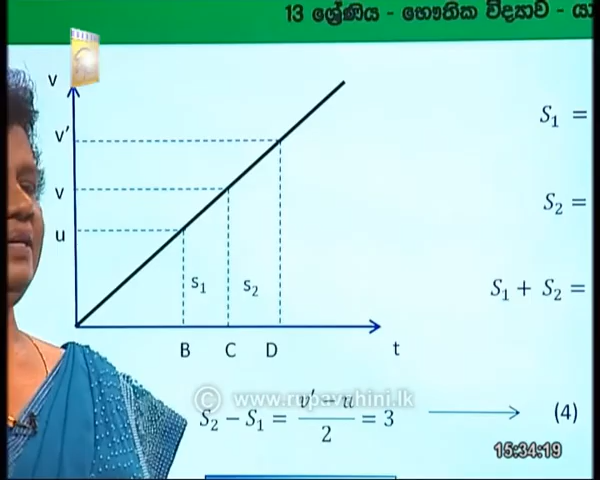 13 ශ්‍රේණිය - භෞතික විද්‍යාව - යා
v
v'
v
u
S₁ =
S₂ =
S₁ + S₂ =
s₁ s₂
B C D t
© www.rupavahini.lk
S₂ − S₁ = (v' − u)/2 = 3 → (4)
15:34:19